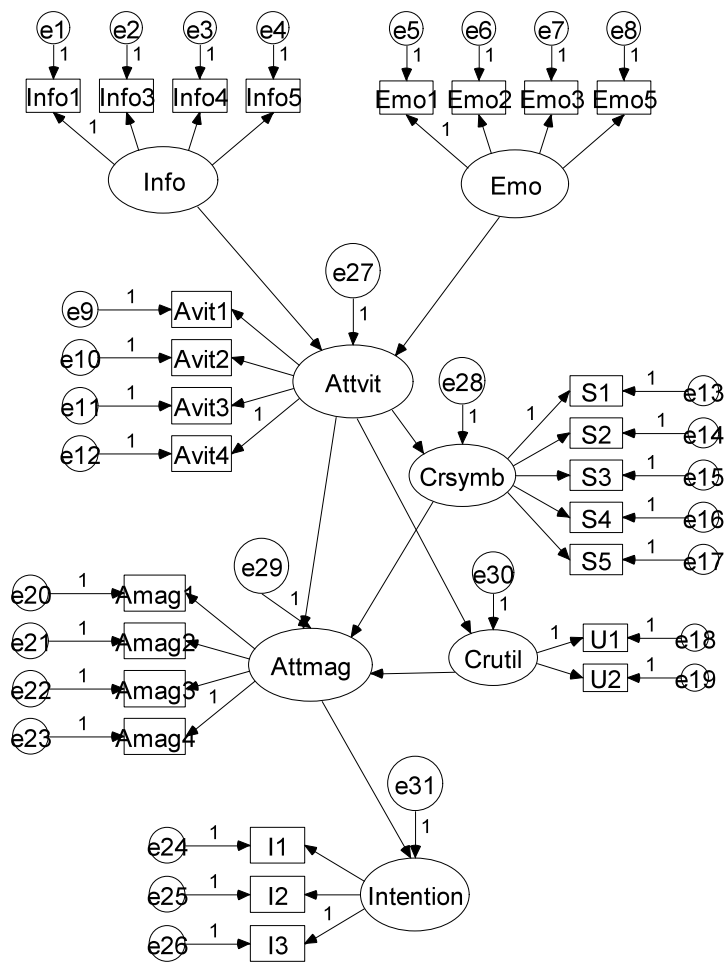 e1 e2 e3 e4 e5 e6 e7 e8
1 1 1 1 1 1 1 1
Info1 Info3 Info4 Info5 Emo1 Emo2 Emo3 Emo5
1 1
Info Emo
e27
1
e9 1 Avit1
e10 1 Avit2
e11 1 Avit3
e12 1 Avit4
1
Attvit
e28
1
Crsymb
1
S1 1 e13
S2 1 e14
S3 1 e15
S4 1 e16
S5 1 e17
e29
1
e30
1
e20 1 Amag1
e21 1 Amag2
e22 1 Amag3
e23 1 Amag4
1
Attmag
Crutil
1
U1 1 e18
U2 1 e19
e31
1
e24 1 I1
e25 1 I2
e26 1 I3
1
Intention